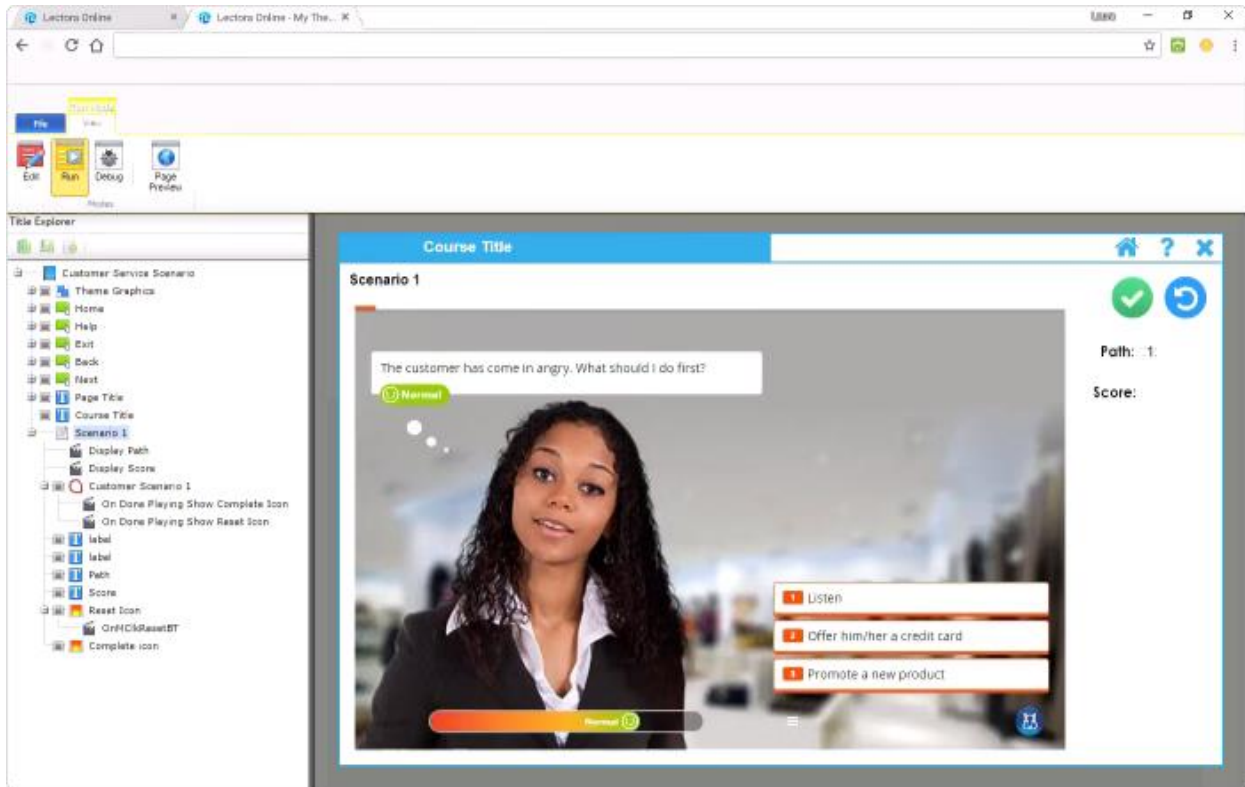 Lectora Online
Lectora Online - My The...
File
Edit
Run
Debug
Page
Preview
Modes
Title Explorer
Customer Service Scenario
Theme Graphics
Home
Help
Exit
Back
Next
Page Title
Course Title
Scenario 1
Display Path
Display Score
Customer Scenario 1
On Done Playing Show Complete Icon
On Done Playing Show Reset Icon
label
label
Path
Score
Reset Icon
OnMClkResetBT
Complete icon
Course Title
?
Scenario 1
The customer has come in angry. What should I do first?
Normal
1 Listen
2 Offer him/her a credit card
Promote a new product
Normal
Path: 1
Score: